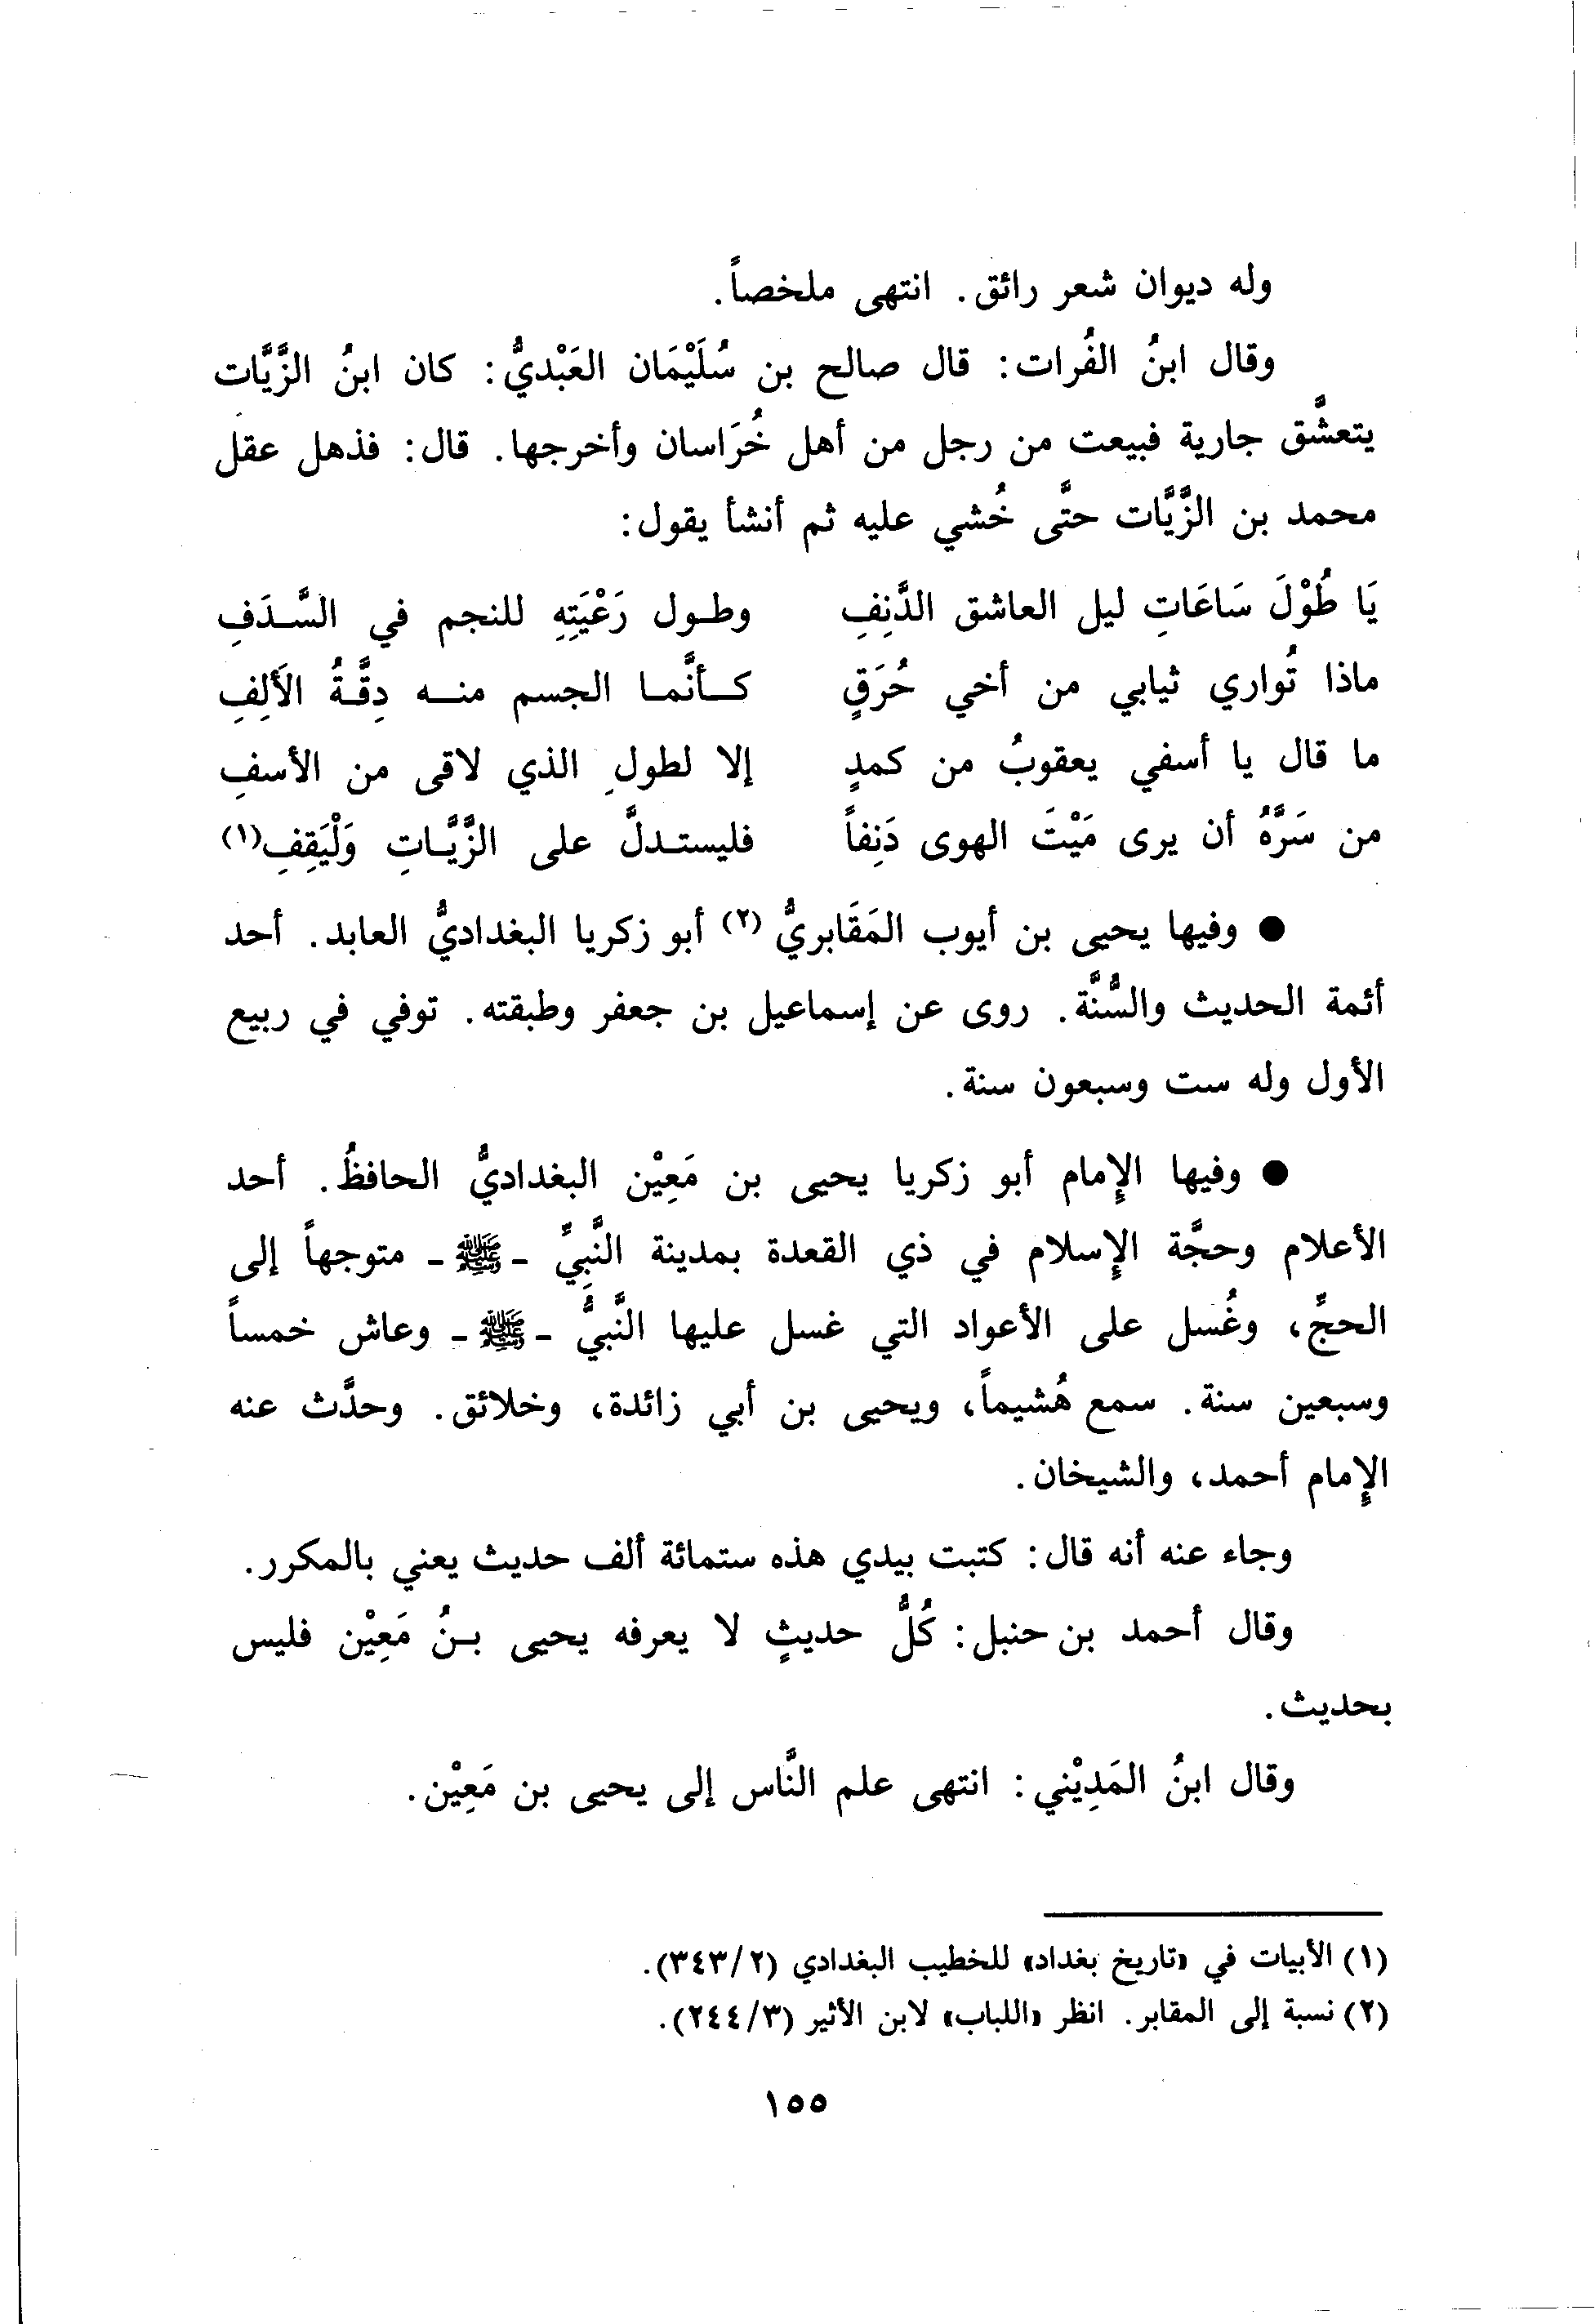 وله ديوان شعر رائق. انتهى ملخصاً.
وقال ابنُ الفُرات: قال صالح بن سُلَيْمَان العَبْديُّ: كان ابنُ الزَّيَّات
يتعشَّق جارية فبيعت من رجل من أهل خُرَاسان وأخرجها. قال: فذهل عقل
محمد بن الزَّيَّات حتَّى خُشي عليه ثم أنشأ يقول:
يَا طُوْلَ سَاعَاتِ ليل العاشق الدَّنِفِ وطول رَعْيَتِهِ للنجم في السَّدَفِ
ماذا تُواري ثيابي من أخي حُرَقٍ كأنَّما الجسم منه دِقَّةُ الأَلِفِ
ما قال يا أسفي يعقوبُ من كمدٍ إلا لطولِ الذي لاقى من الأسفِ
من سَرَّهُ أن يرى مَيْتَ الهوى دَنِفاً فليستدلَّ على الزَّيَّاتِ وَلْيَقِفِ(١)
● وفيها يحيى بن أيوب المَقَابريُّ (٢) أبو زكريا البغداديُّ العابد. أحد
أئمة الحديث والسُّنَّة. روى عن إسماعيل بن جعفر وطبقته. توفي في ربيع
الأول وله ست وسبعون سنة.
● وفيها الإمام أبو زكريا يحيى بن مَعِيْن البغداديُّ الحافظُ. أحد
الأعلام وحجَّة الإسلام في ذي القعدة بمدينة النَّبِيِّ - ﷺ - متوجهاً إلى
الحجِّ، وغُسل على الأعواد التي غسل عليها النَّبيُّ - ﷺ - وعاش خمساً
وسبعين سنة. سمع هُشيماً، ويحيى بن أبي زائدة، وخلائق. وحدَّث عنه
الإمام أحمد، والشيخان.
وجاء عنه أنه قال: كتبت بيدي هذه ستمائة ألف حديث يعني بالمكرر.
وقال أحمد بن حنبل: كُلُّ حديثٍ لا يعرفه يحيى بنُ مَعِيْن فليس
بحديث.
وقال ابنُ المَدِيْني: انتهى علم النَّاس إلى يحيى بن مَعِيْن.
(١) الأبيات في «تاريخ بغداد» للخطيب البغدادي (٣٤٣/٢).
(٢) نسبة إلى المقابر. انظر «اللباب» لابن الأثير (٢٤٤/٣).
١٥٥